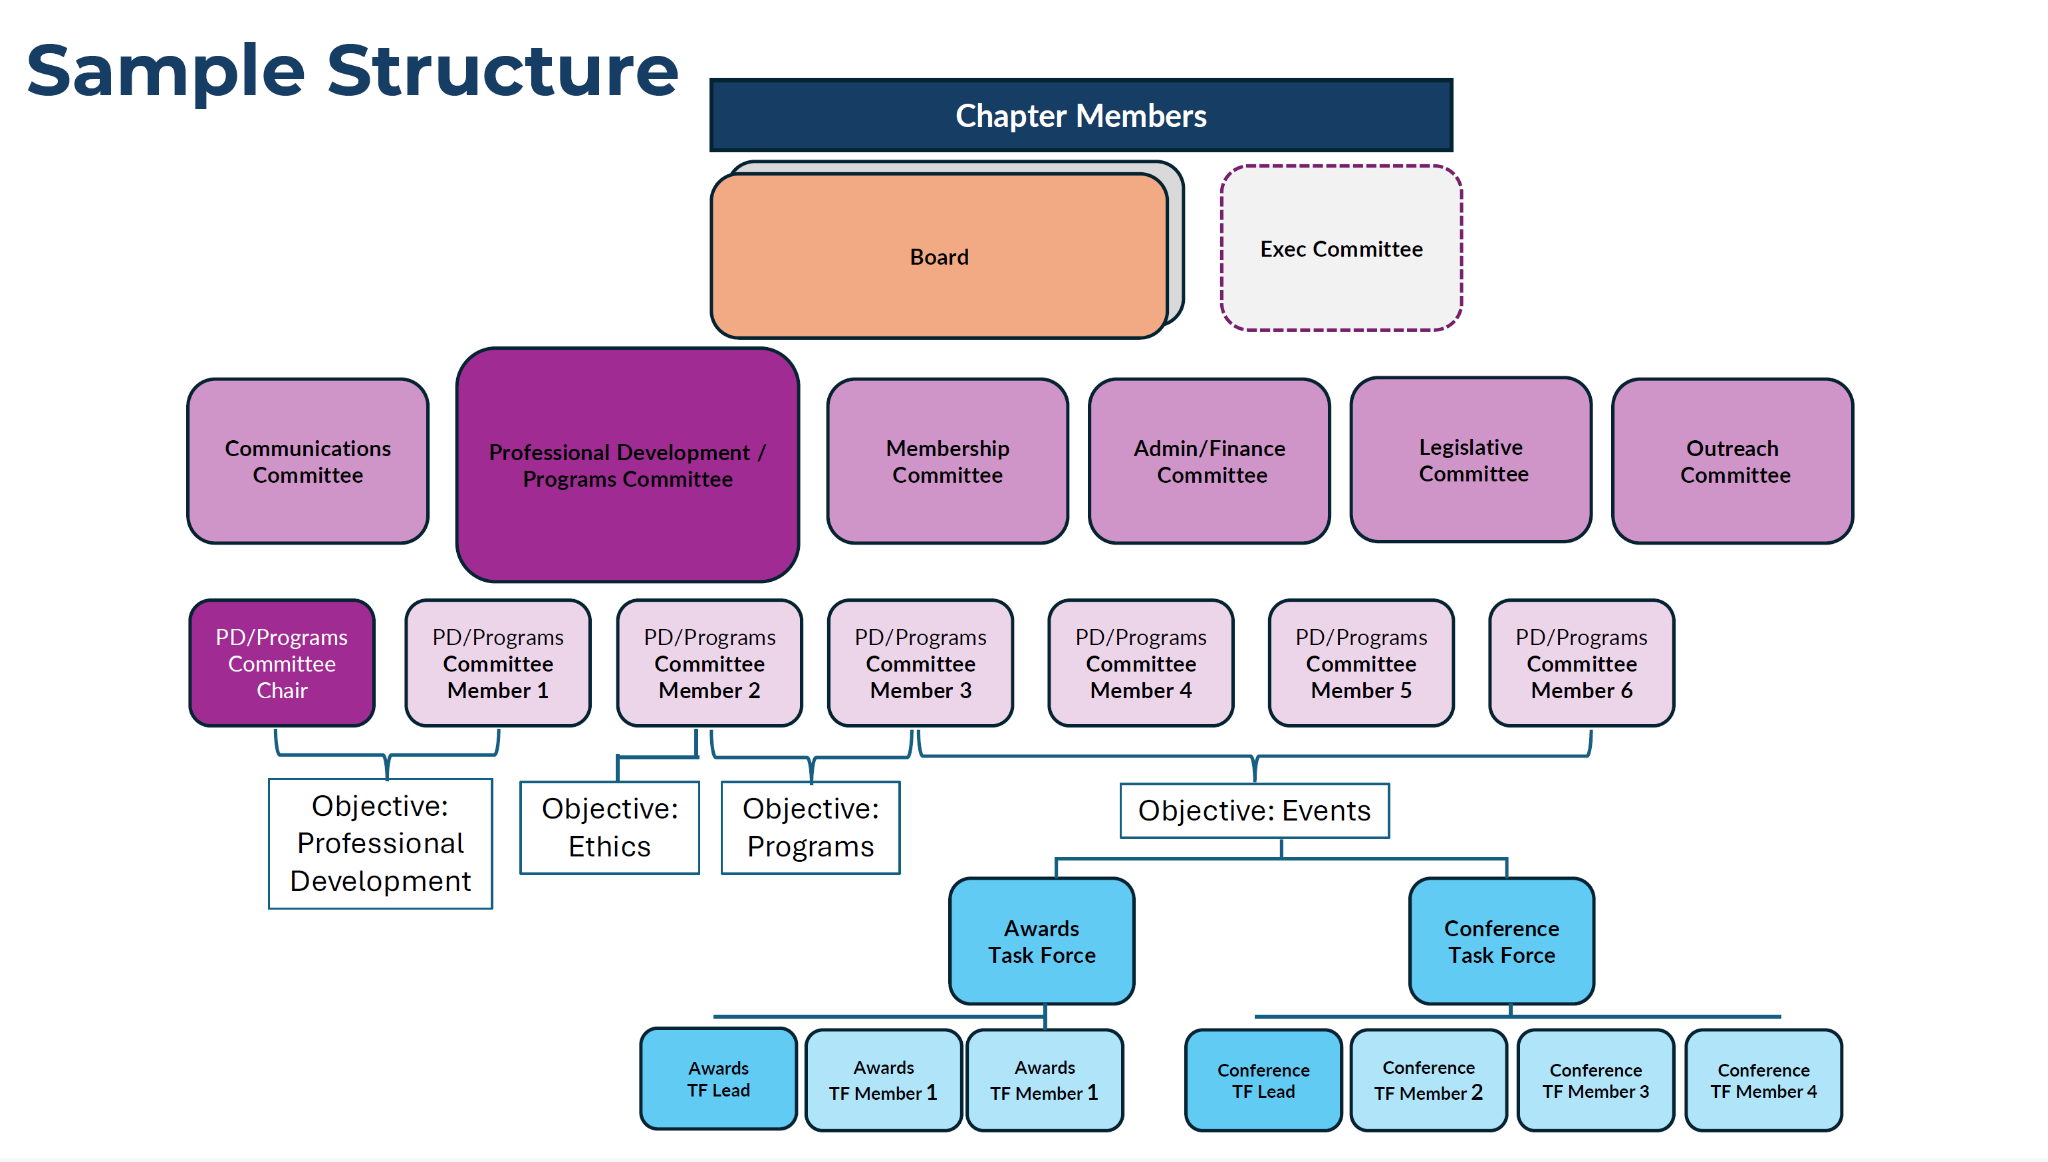 Sample Structure
Chapter Members
Board
Exec Committee
Communications
Committee
Professional Development /
Programs Committee
Membership
Committee
Admin/Finance
Committee
Legislative
Committee
Outreach
Committee
PD/Programs
Committee
Chair
PD/Programs
Committee
Member 1
PD/Programs
Committee
Member 2
PD/Programs
Committee
Member 3
PD/Programs
Committee
Member 4
PD/Programs
Committee
Member 5
PD/Programs
Committee
Member 6
Objective:
Professional
Development
Objective:
Ethics
Objective:
Programs
Objective: Events
Awards
Task Force
Conference
Task Force
Awards
TF Lead
Awards
TF Member 1
Awards
TF Member 1
Conference
TF Lead
Conference
TF Member 2
Conference
TF Member 3
Conference
TF Member 4